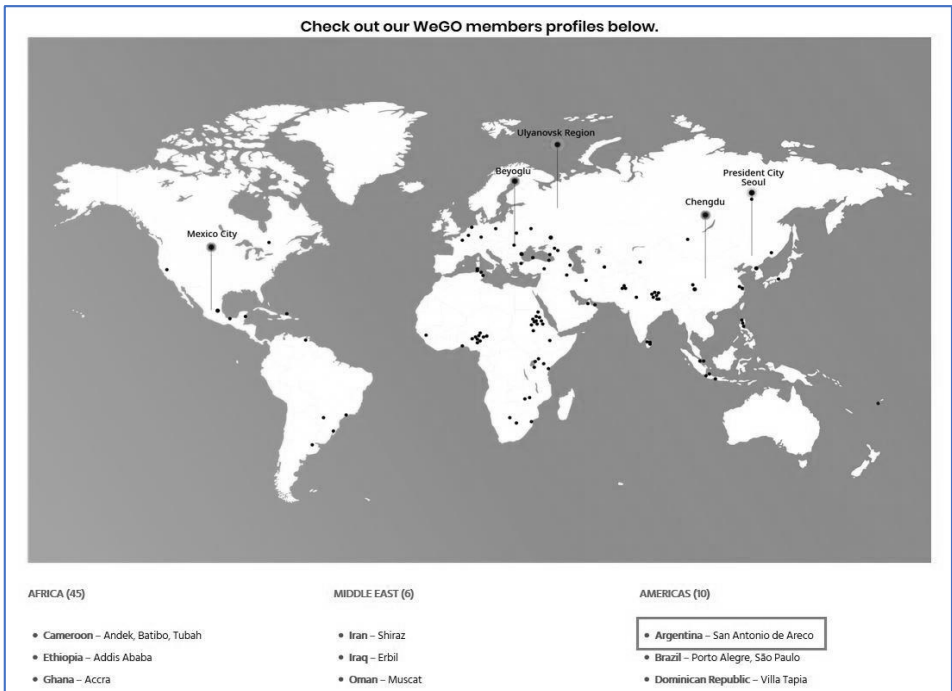 Check out our WeGO members profiles below.
Ulyanovsk Region
Beyoglu
President City
Seoul
Chengdu
Mexico City
AFRICA (45)
MIDDLE EAST (6)
AMERICAS (10)
• Cameroon – Andek, Batibo, Tubah
• Iran – Shiraz
• Argentina – San Antonio de Areco
• Ethiopia – Addis Ababa
• Iraq – Erbil
• Brazil – Porto Alegre, São Paulo
• Ghana – Accra
• Oman – Muscat
• Dominican Republic – Villa Tapia